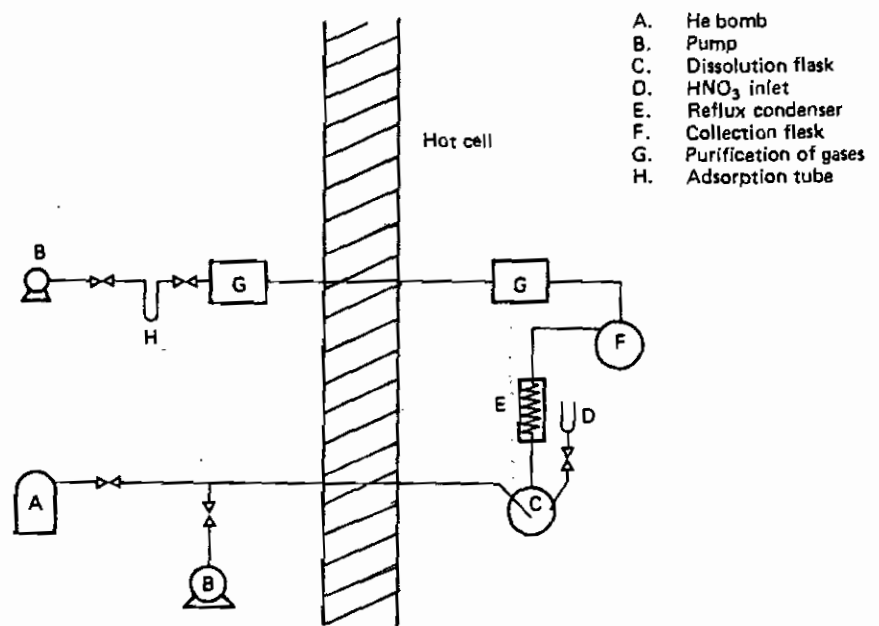 A. He bomb
B. Pump
C. Dissolution flask
D. HNO₃ inlet
E. Reflux condenser
F. Collection flesk
G. Purification of gases
H. Adsorption tube
Hot cell
B
G
G
H
F
E
D
A
C
B